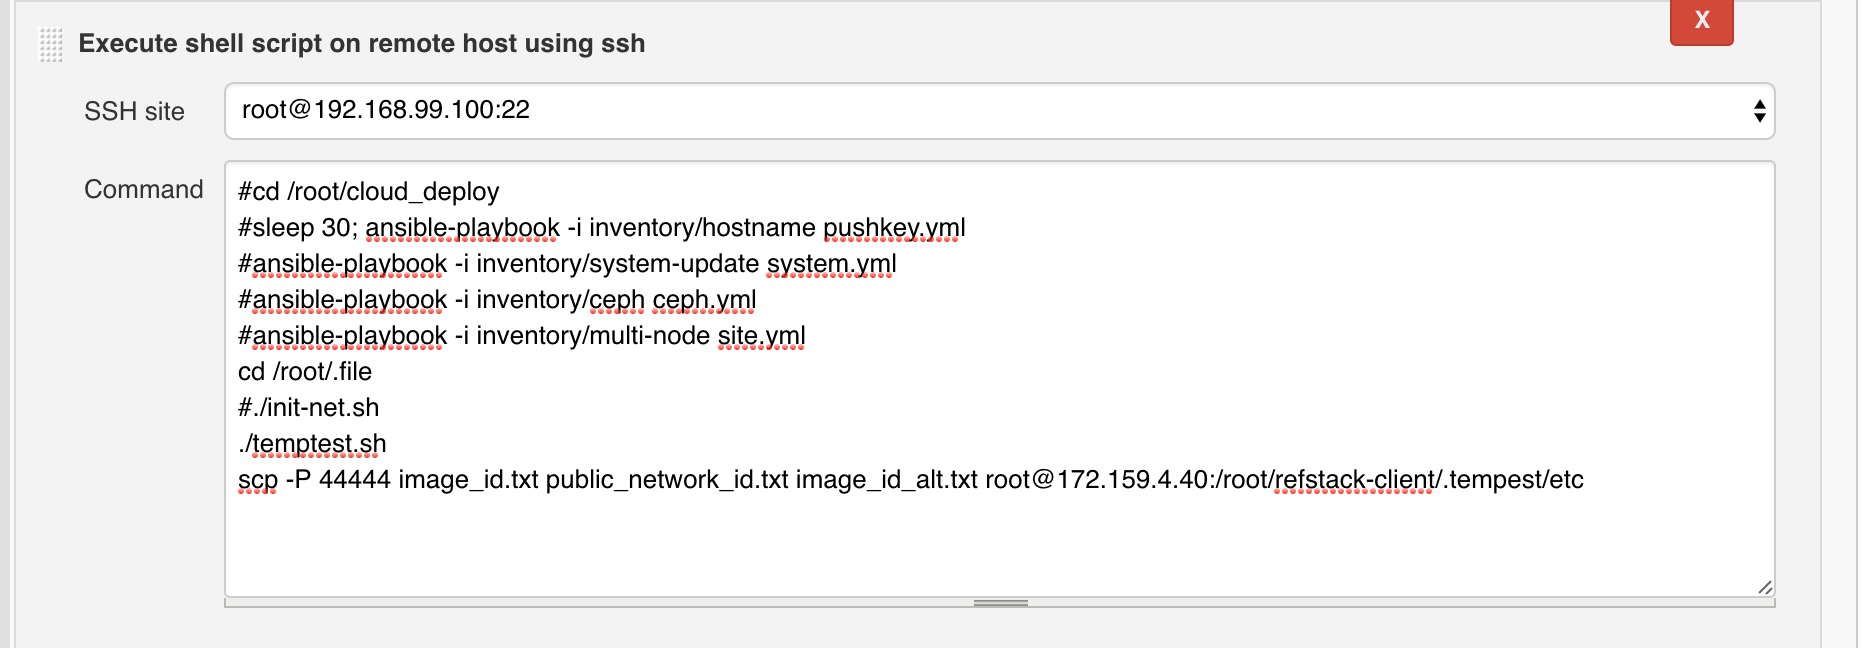 X
Execute shell script on remote host using ssh
SSH site
root@192.168.99.100:22
Command
#cd /root/cloud_deploy
#sleep 30; ansible-playbook -i inventory/hostname pushkey.yml
#ansible-playbook -i inventory/system-update system.yml
#ansible-playbook -i inventory/ceph ceph.yml
#ansible-playbook -i inventory/multi-node site.yml
cd /root/.file
#./init-net.sh
./temptest.sh
scp -P 44444 image_id.txt public_network_id.txt image_id_alt.txt root@172.159.4.40:/root/refstack-client/.tempest/etc